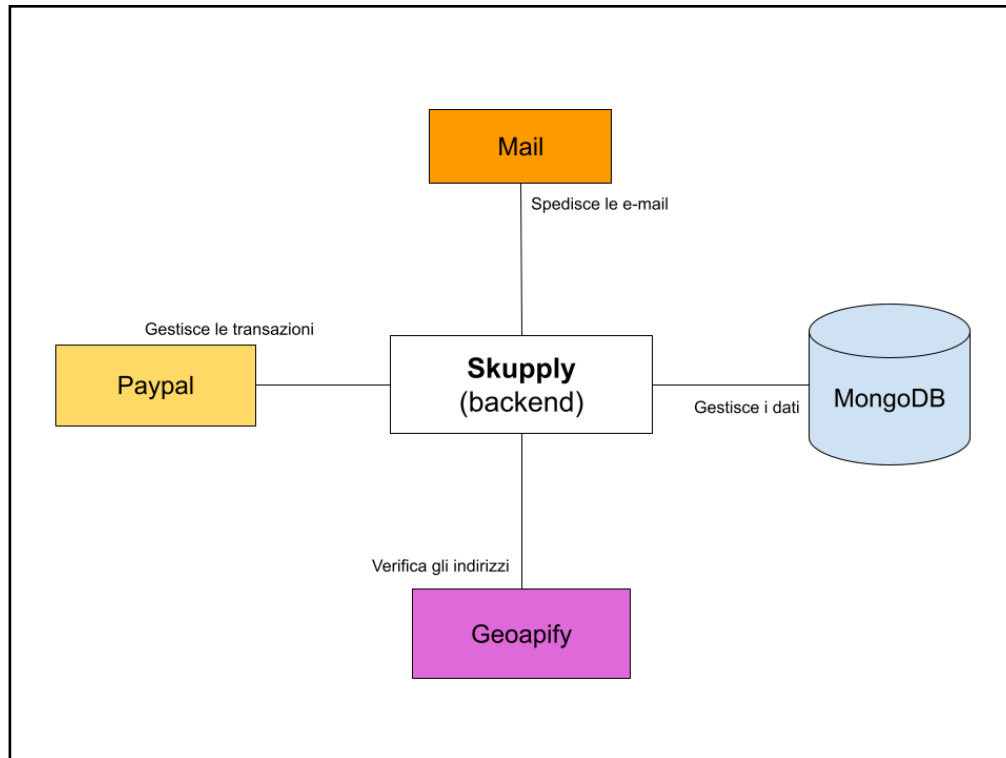 Mail
Spedisce le e-mail
Gestisce le transazioni
Paypal
Skupply
(backend)
Gestisce i dati
MongoDB
Verifica gli indirizzi
Geoapify